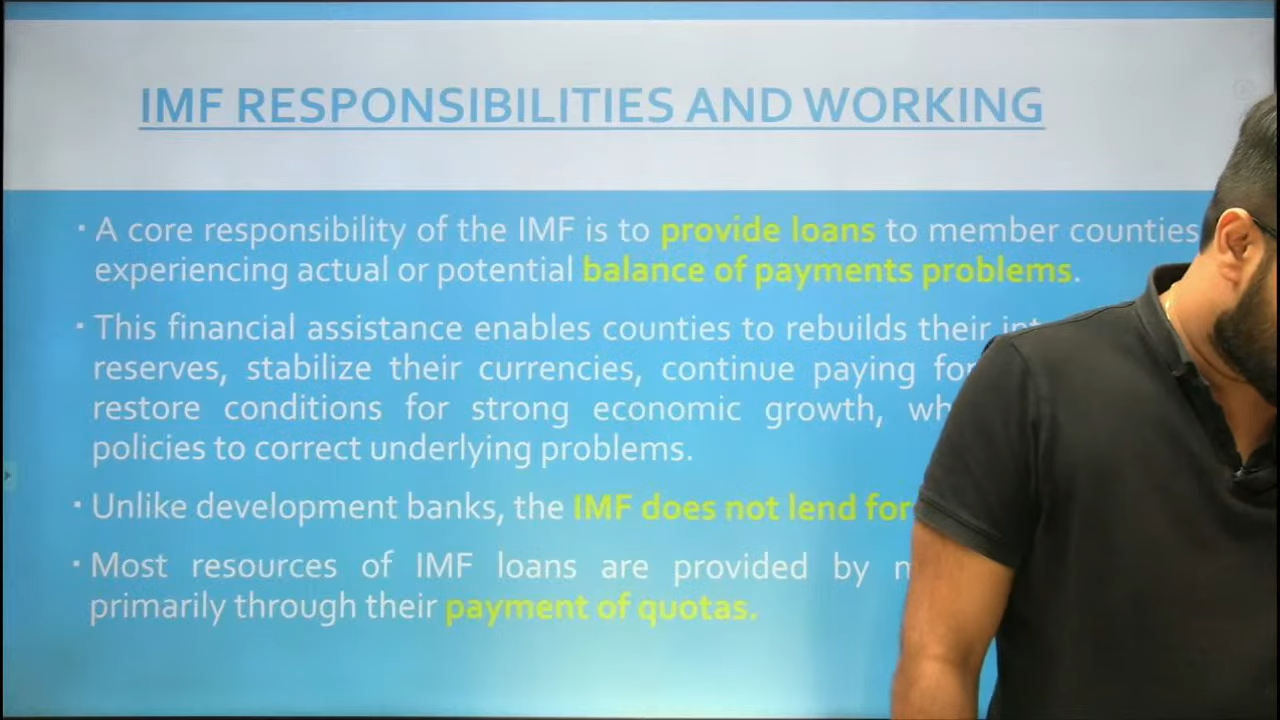 IMF RESPONSIBILITIES AND WORKING
▪ A core responsibility of the IMF is to provide loans to member counties
experiencing actual or potential balance of payments problems.
▪ This financial assistance enables counties to rebuilds their
reserves, stabilize their currencies, continue paying for
restore conditions for strong economic growth,
policies to correct underlying problems.
▪ Unlike development banks, the IMF does not lend for
▪ Most resources of IMF loans are provided by
primarily through their payment of quotas.